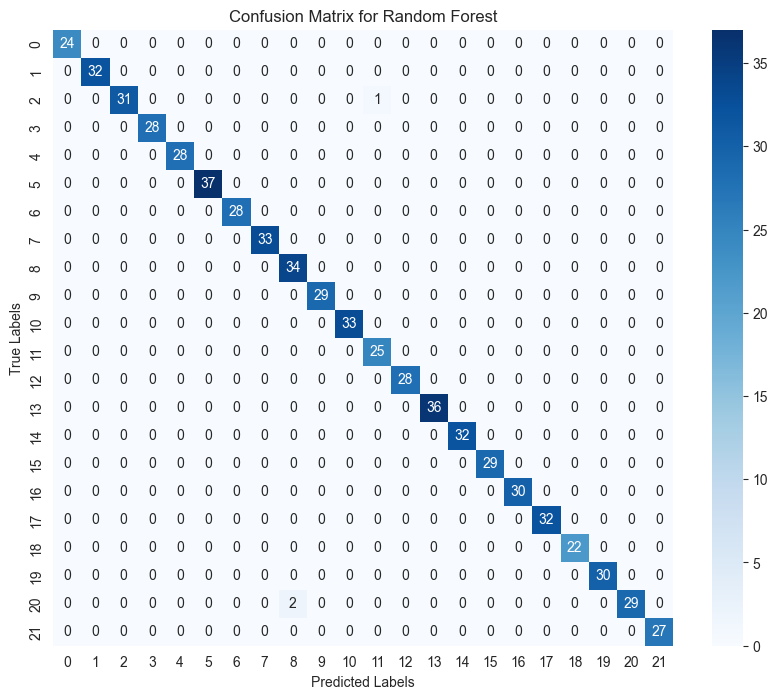 Confusion Matrix for Random Forest
0 24 0 0 0 0 0 0 0 0 0 0 0 0 0 0 0 0 0 0 0 0 0
1 0 32 0 0 0 0 0 0 0 0 0 0 0 0 0 0 0 0 0 0 0 0
2 0 0 31 0 0 0 0 0 0 0 0 1 0 0 0 0 0 0 0 0 0 0
3 0 0 0 28 0 0 0 0 0 0 0 0 0 0 0 0 0 0 0 0 0 0
4 0 0 0 0 28 0 0 0 0 0 0 0 0 0 0 0 0 0 0 0 0 0
5 0 0 0 0 0 37 0 0 0 0 0 0 0 0 0 0 0 0 0 0 0 0
6 0 0 0 0 0 0 28 0 0 0 0 0 0 0 0 0 0 0 0 0 0 0
7 0 0 0 0 0 0 0 33 0 0 0 0 0 0 0 0 0 0 0 0 0 0
8 0 0 0 0 0 0 0 0 34 0 0 0 0 0 0 0 0 0 0 0 0 0
9 0 0 0 0 0 0 0 0 0 29 0 0 0 0 0 0 0 0 0 0 0 0
10 0 0 0 0 0 0 0 0 0 0 33 0 0 0 0 0 0 0 0 0 0 0
11 0 0 0 0 0 0 0 0 0 0 0 25 0 0 0 0 0 0 0 0 0 0
12 0 0 0 0 0 0 0 0 0 0 0 0 28 0 0 0 0 0 0 0 0 0
13 0 0 0 0 0 0 0 0 0 0 0 0 0 36 0 0 0 0 0 0 0 0
14 0 0 0 0 0 0 0 0 0 0 0 0 0 0 32 0 0 0 0 0 0 0
15 0 0 0 0 0 0 0 0 0 0 0 0 0 0 0 29 0 0 0 0 0 0
16 0 0 0 0 0 0 0 0 0 0 0 0 0 0 0 0 30 0 0 0 0 0
17 0 0 0 0 0 0 0 0 0 0 0 0 0 0 0 0 0 32 0 0 0 0
18 0 0 0 0 0 0 0 0 0 0 0 0 0 0 0 0 0 0 22 0 0 0
19 0 0 0 0 0 0 0 0 0 0 0 0 0 0 0 0 0 0 0 30 0 0
20 0 0 0 0 0 0 0 0 2 0 0 0 0 0 0 0 0 0 0 0 29 0
21 0 0 0 0 0 0 0 0 0 0 0 0 0 0 0 0 0 0 0 0 0 27
0 1 2 3 4 5 6 7 8 9 10 11 12 13 14 15 16 17 18 19 20 21
Predicted Labels
True Labels
35
30
25
20
15
10
5
0